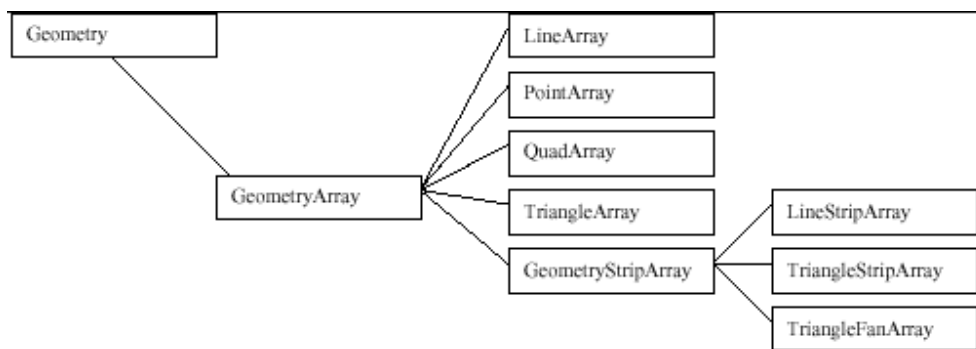 Geometry
LineArray
PointArray
QuadArray
GeometryArray
TriangleArray
LineStripArray
GeometryStripArray
TriangleStripArray
TriangleFanArray